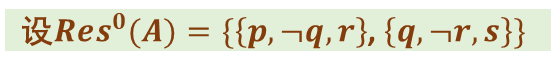 设Res⁰(A) = {{p, ¬q, r}, {q, ¬r, s}}